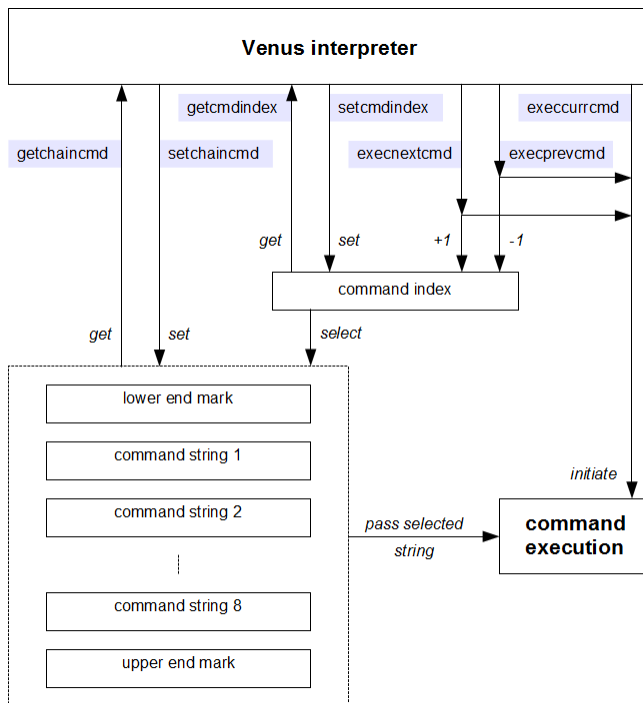 Venus interpreter
getcmdindex
setcmdindex
execcurrcmd
getchaincmd
setchaincmd
execnextcmd
execprevcmd
get
set
+1
-1
command index
get
set
select
lower end mark
command string 1
command string 2
command string 8
upper end mark
pass selected
string
initiate
command
execution